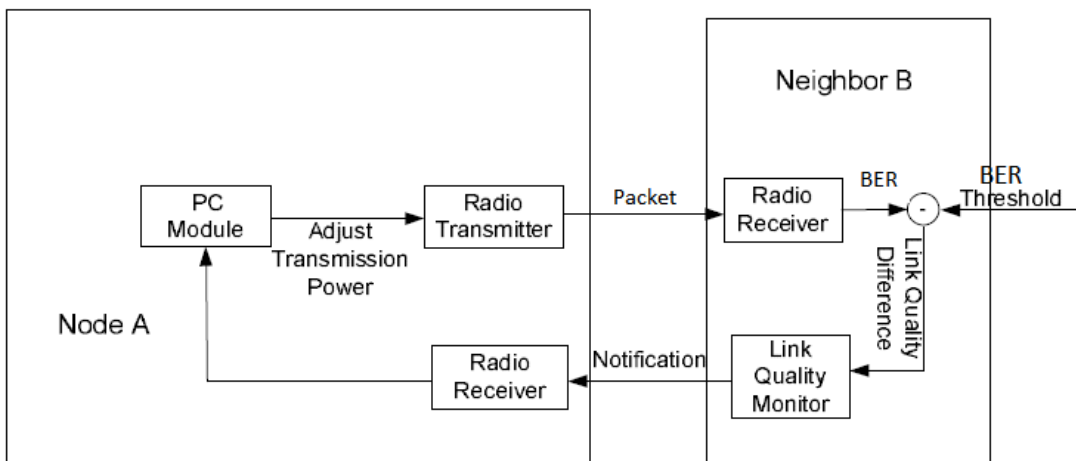 Neighbor B
PC
Module
Adjust
Transmission
Power
Radio
Transmitter
Packet
Radio
Receiver
BER
-
BER
Threshold
Link Quality
Difference
Node A
Radio
Receiver
Notification
Link
Quality
Monitor